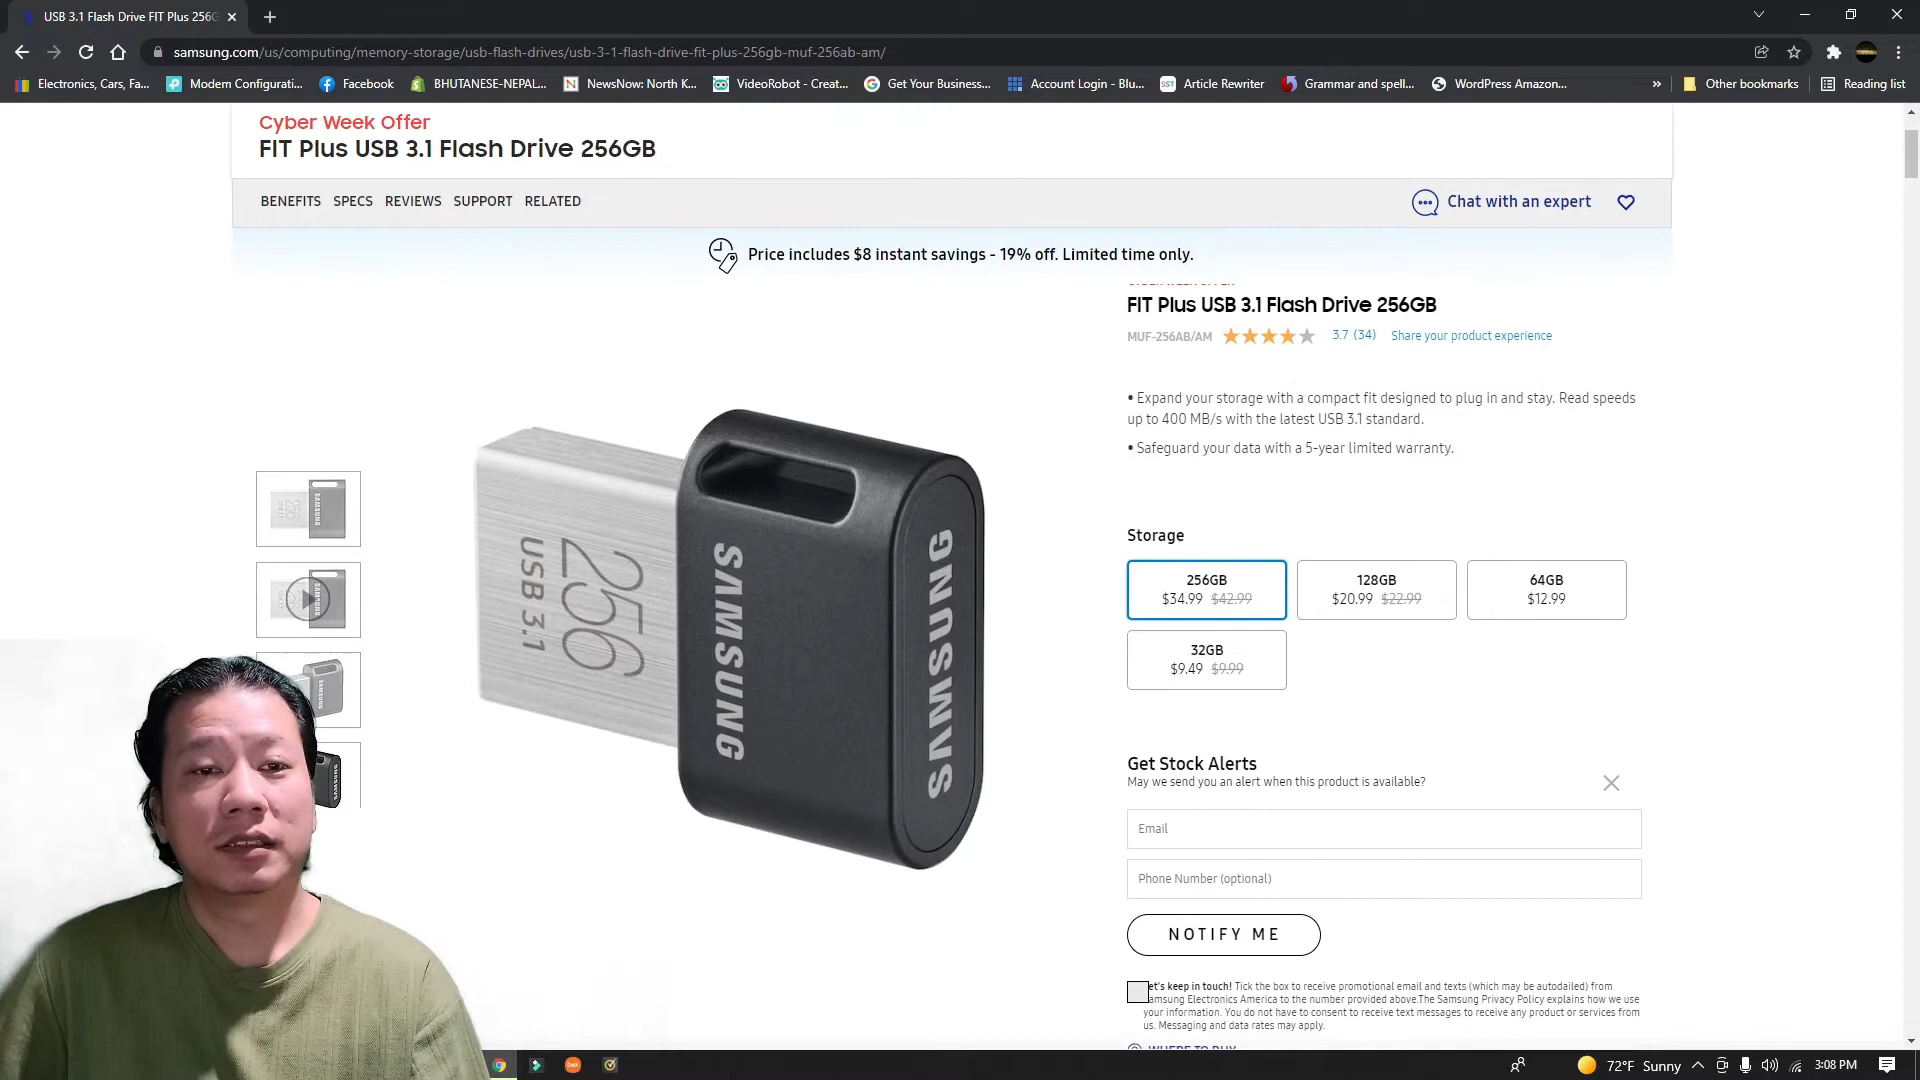 USB 3.1 Flash Drive FIT Plus 256G
samsung.com/us/computing/memory-storage/usb-flash-drives/usb-3-1-flash-drive-fit-plus-256gb-muf-256ab-am/
Electronics, Cars, Fa...
Modem Configurati...
Facebook
BHUTANESE-NEPAL...
NewsNow: North K...
VideoRobot - Creat...
Get Your Business...
Account Login - Blu...
SST
Article Rewriter
Grammar and spell...
WordPress Amazon...
Other bookmarks
Reading list
Cyber Week Offer
FIT Plus USB 3.1 Flash Drive 256GB
BENEFITS SPECS REVIEWS SUPPORT RELATED
Chat with an expert
Price includes $8 instant savings - 19% off. Limited time only.
FIT Plus USB 3.1 Flash Drive 256GB
MUF-256AB/AM
3.7 (34)
Share your product experience
• Expand your storage with a compact fit designed to plug in and stay. Read speeds
up to 400 MB/s with the latest USB 3.1 standard.
• Safeguard your data with a 5-year limited warranty.
256
USB 3.1
SAMSUNG
SAMSUNG
Storage
256GB
$34.99 $42.99
128GB
$20.99 $22.99
64GB
$12.99
32GB
$9.49 $9.99
Get Stock Alerts
May we send you an alert when this product is available?
Email
Phone Number (optional)
NOTIFY ME
et's keep in touch! Tick the box to receive promotional email and texts (which may be autodailed) from
amsung Electronics America to the number provided above.The Samsung Privacy Policy explains how we use
your information. You do not have to consent to receive text messages to receive any product or services from
us. Messaging and data rates may apply.
72°F Sunny
3:08 PM